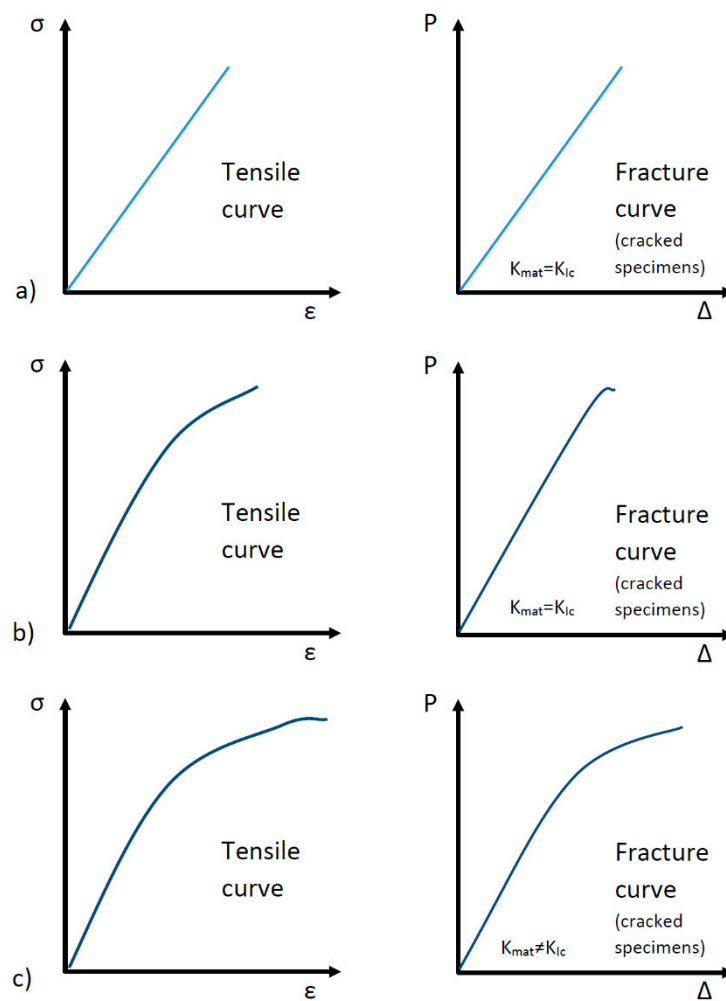 σ
P
Tensile
curve
Fracture
curve
(cracked
specimens)
Kmat=KIc
a)
ε
Δ
σ
P
Tensile
curve
Fracture
curve
(cracked
specimens)
Kmat=KIc
b)
ε
Δ
σ
P
Tensile
curve
Fracture
curve
(cracked
specimens)
Kmat≠KIc
c)
ε
Δ